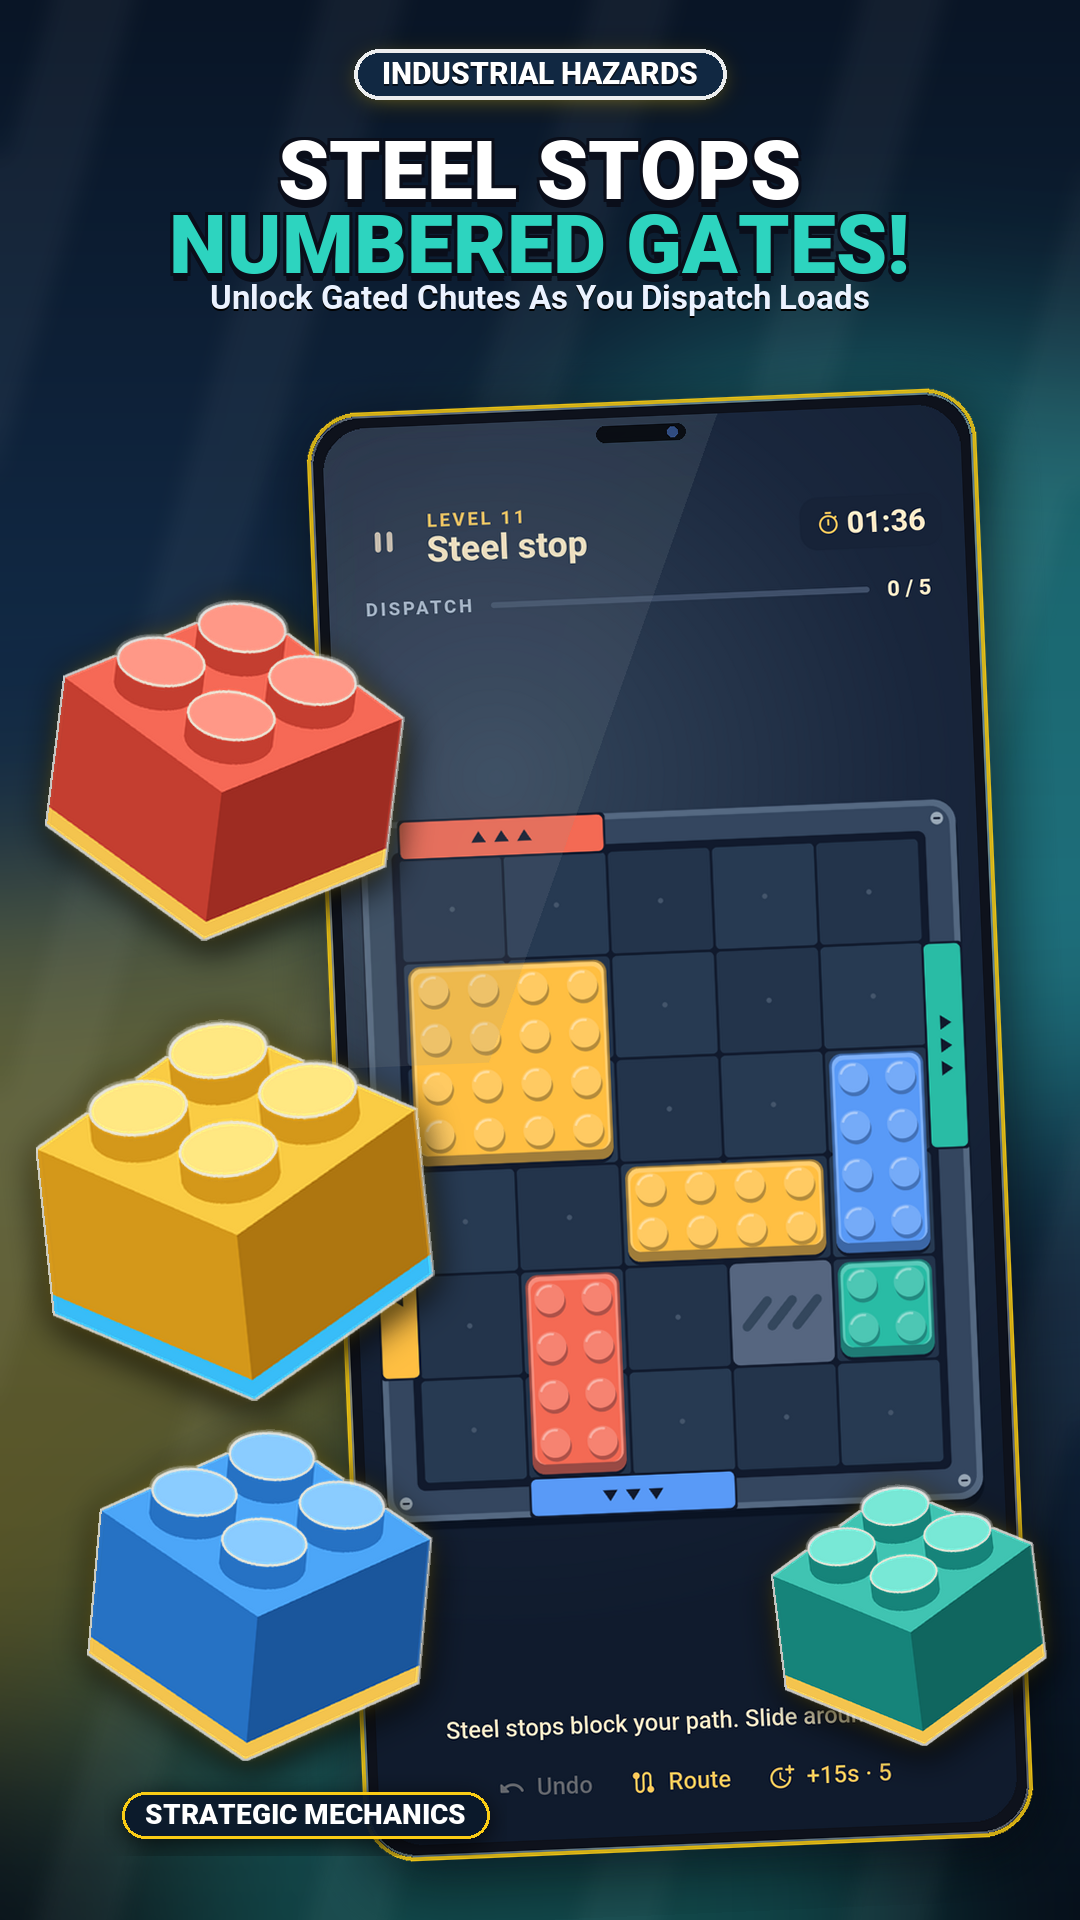 INDUSTRIAL HAZARDS
STEEL STOPS
NUMBERED GATES!
Unlock Gated Chutes As You Dispatch Loads
LEVEL 11
Steel stop
01:36
DISPATCH
0 / 5
Steel stops block your path. Slide
Undo
Route
+15s · 5
STRATEGIC MECHANICS